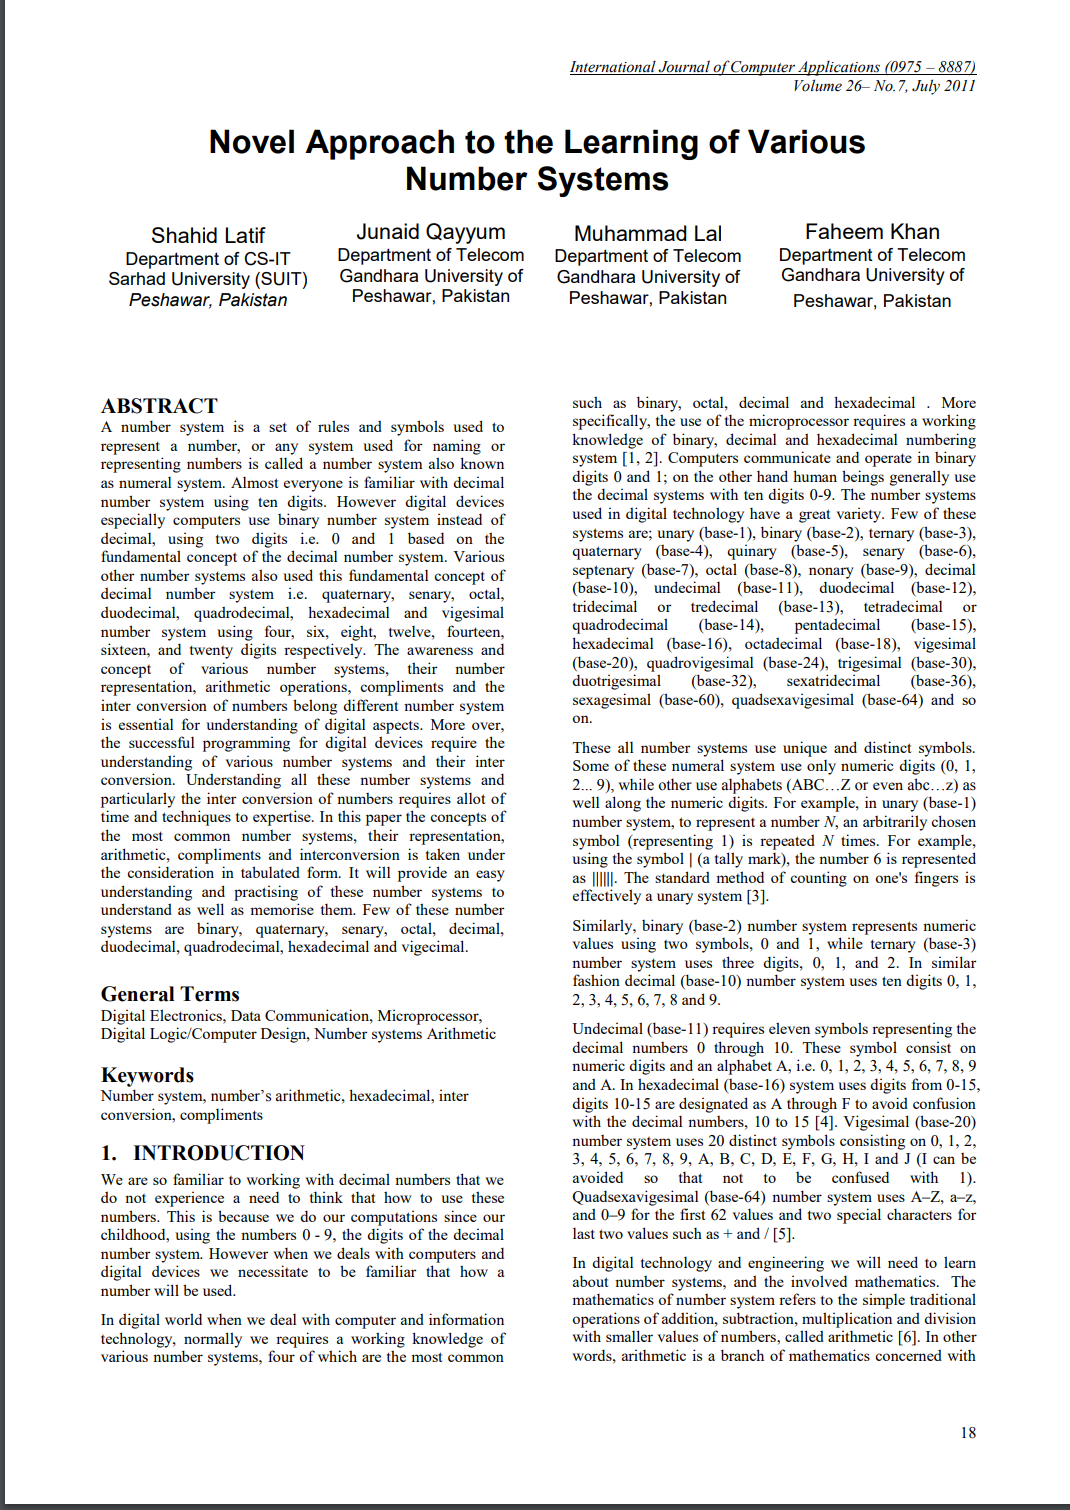 International Journal of Computer Applications (0975 – 8887)
Volume 26– No.7, July 2011
Novel Approach to the Learning of Various
Number Systems
Shahid Latif
Department of CS-IT
Sarhad University (SUIT)
Peshawar, Pakistan
Junaid Qayyum
Department of Telecom
Gandhara University of
Peshawar, Pakistan
Muhammad Lal
Department of Telecom
Gandhara University of
Peshawar, Pakistan
Faheem Khan
Department of Telecom
Gandhara University of
Peshawar, Pakistan
ABSTRACT
A number system is a set of rules and symbols used to
represent a number, or any system used for naming or
representing numbers is called a number system also known
as numeral system. Almost everyone is familiar with decimal
number system using ten digits. However digital devices
especially computers use binary number system instead of
decimal, using two digits i.e. 0 and 1 based on the
fundamental concept of the decimal number system. Various
other number systems also used this fundamental concept of
decimal number system i.e. quaternary, senary, octal,
duodecimal, quadrodecimal, hexadecimal and vigesimal
number system using four, six, eight, twelve, fourteen,
sixteen, and twenty digits respectively. The awareness and
concept of various number systems, their number
representation, arithmetic operations, compliments and the
inter conversion of numbers belong different number system
is essential for understanding of digital aspects. More over,
the successful programming for digital devices require the
understanding of various number systems and their inter
conversion. Understanding all these number systems and
particularly the inter conversion of numbers requires allot of
time and techniques to expertise. In this paper the concepts of
the most common number systems, their representation,
arithmetic, compliments and interconversion is taken under
the consideration in tabulated form. It will provide an easy
understanding and practising of these number systems to
understand as well as memorise them. Few of these number
systems are binary, quaternary, senary, octal, decimal,
duodecimal, quadrodecimal, hexadecimal and vigecimal.
General Terms
Digital Electronics, Data Communication, Microprocessor,
Digital Logic/Computer Design, Number systems Arithmetic
Keywords
Number system, number’s arithmetic, hexadecimal, inter
conversion, compliments
1. INTRODUCTION
We are so familiar to working with decimal numbers that we
do not experience a need to think that how to use these
numbers. This is because we do our computations since our
childhood, using the numbers 0 - 9, the digits of the decimal
number system. However when we deals with computers and
digital devices we necessitate to be familiar that how a
number will be used.
In digital world when we deal with computer and information
technology, normally we requires a working knowledge of
various number systems, four of which are the most common
such as binary, octal, decimal and hexadecimal . More
specifically, the use of the microprocessor requires a working
knowledge of binary, decimal and hexadecimal numbering
system [1, 2]. Computers communicate and operate in binary
digits 0 and 1; on the other hand human beings generally use
the decimal systems with ten digits 0-9. The number systems
used in digital technology have a great variety. Few of these
systems are; unary (base-1), binary (base-2), ternary (base-3),
quaternary (base-4), quinary (base-5), senary (base-6),
septenary (base-7), octal (base-8), nonary (base-9), decimal
(base-10), undecimal (base-11), duodecimal (base-12),
tridecimal or tredecimal (base-13), tetradecimal or
quadrodecimal (base-14), pentadecimal (base-15),
hexadecimal (base-16), octadecimal (base-18), vigesimal
(base-20), quadrovigesimal (base-24), trigesimal (base-30),
duotrigesimal (base-32), sexatridecimal (base-36),
sexagesimal (base-60), quadsexavigesimal (base-64) and so
on.
These all number systems use unique and distinct symbols.
Some of these numeral system use only numeric digits (0, 1,
2... 9), while other use alphabets (ABC…Z or even abc…z) as
well along the numeric digits. For example, in unary (base-1)
number system, to represent a number N, an arbitrarily chosen
symbol (representing 1) is repeated N times. For example,
using the symbol | (a tally mark), the number 6 is represented
as ||||||. The standard method of counting on one's fingers is
effectively a unary system [3].
Similarly, binary (base-2) number system represents numeric
values using two symbols, 0 and 1, while ternary (base-3)
number system uses three digits, 0, 1, and 2. In similar
fashion decimal (base-10) number system uses ten digits 0, 1,
2, 3, 4, 5, 6, 7, 8 and 9.
Undecimal (base-11) requires eleven symbols representing the
decimal numbers 0 through 10. These symbol consist on
numeric digits and an alphabet A, i.e. 0, 1, 2, 3, 4, 5, 6, 7, 8, 9
and A. In hexadecimal (base-16) system uses digits from 0-15,
digits 10-15 are designated as A through F to avoid confusion
with the decimal numbers, 10 to 15 [4]. Vigesimal (base-20)
number system uses 20 distinct symbols consisting on 0, 1, 2,
3, 4, 5, 6, 7, 8, 9, A, B, C, D, E, F, G, H, I and J (I can be
avoided so that not to be confused with 1).
Quadsexavigesimal (base-64) number system uses A–Z, a–z,
and 0–9 for the first 62 values and two special characters for
last two values such as + and / [5].
In digital technology and engineering we will need to learn
about number systems, and the involved mathematics. The
mathematics of number system refers to the simple traditional
operations of addition, subtraction, multiplication and division
with smaller values of numbers, called arithmetic [6]. In other
words, arithmetic is a branch of mathematics concerned with
18